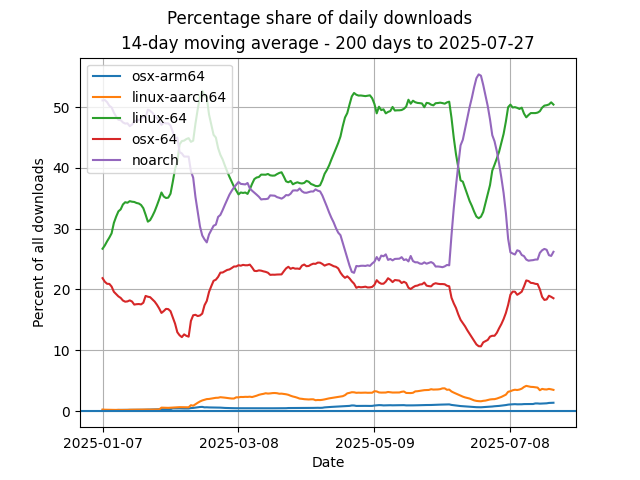 Percentage share of daily downloads
14-day moving average - 200 days to 2025-07-27
osx-arm64
linux-aarch64
linux-64
osx-64
noarch
Percent of all downloads
50
40
30
20
10
0
2025-01-07
2025-03-08
2025-05-09
2025-07-08
Date